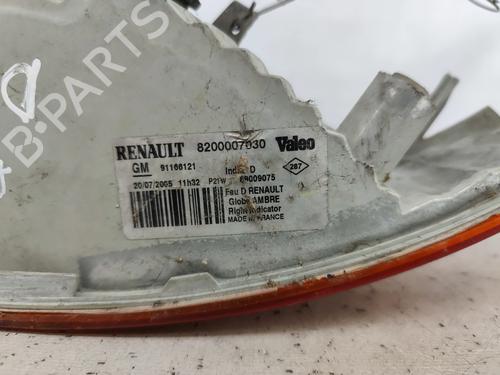 B-PARTS
D
RENAULT 8200007030 Valeo
GM 91166121 D 287
20/07/2005 11h32 P21W 89009075
Feu D RENAULT
Globe AMBRE
Right Indicator
MADE IN FRANCE